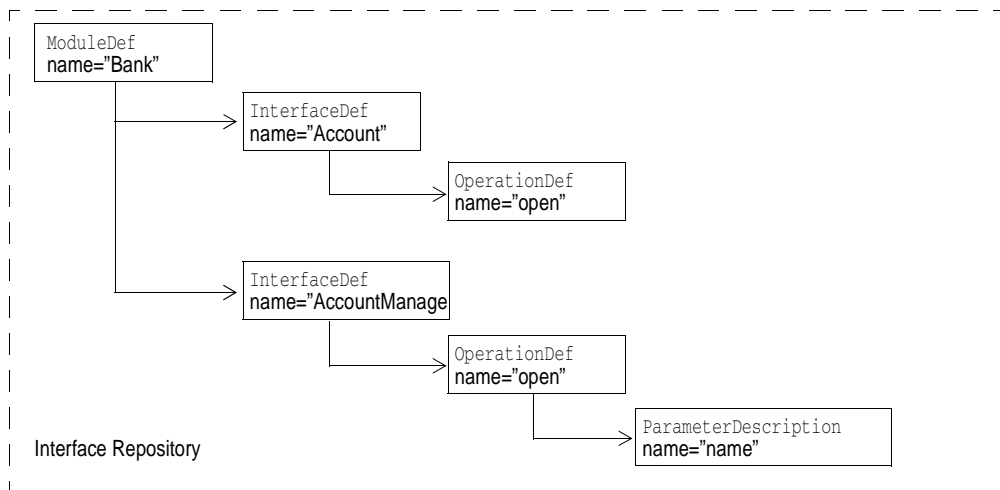 ModuleDef
name=”Bank”
InterfaceDef
name=”Account”
OperationDef
name=”open”
InterfaceDef
name=”AccountManage
OperationDef
name=”open”
ParameterDescription
name=”name”
Interface Repository